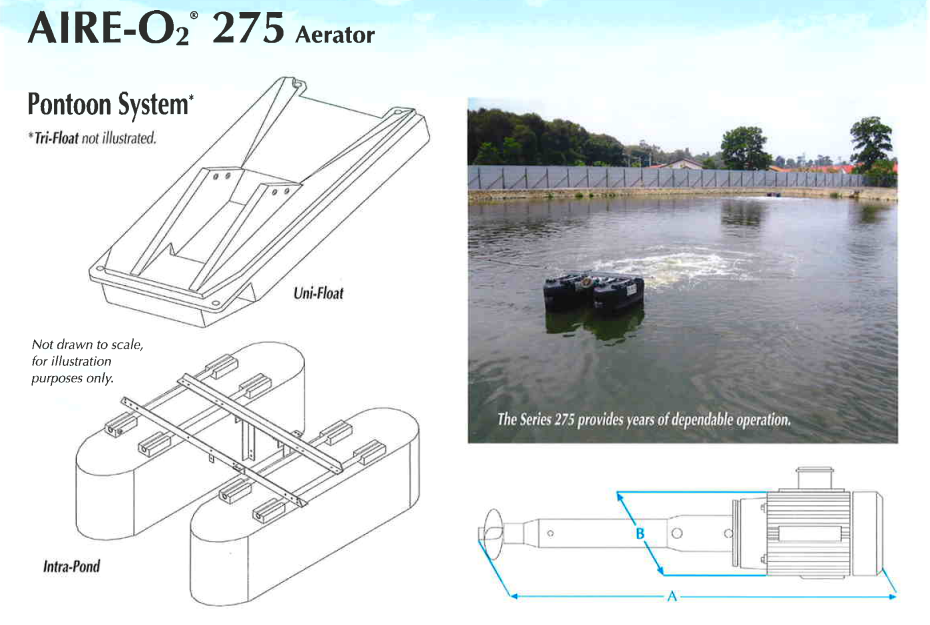 AIRE-O₂® 275 Aerator
Pontoon System*
*Tri-Float not illustrated.
Uni-Float
Not drawn to scale,
for illustration
purposes only.
Intra-Pond
The Series 275 provides years of dependable operation.
B
A